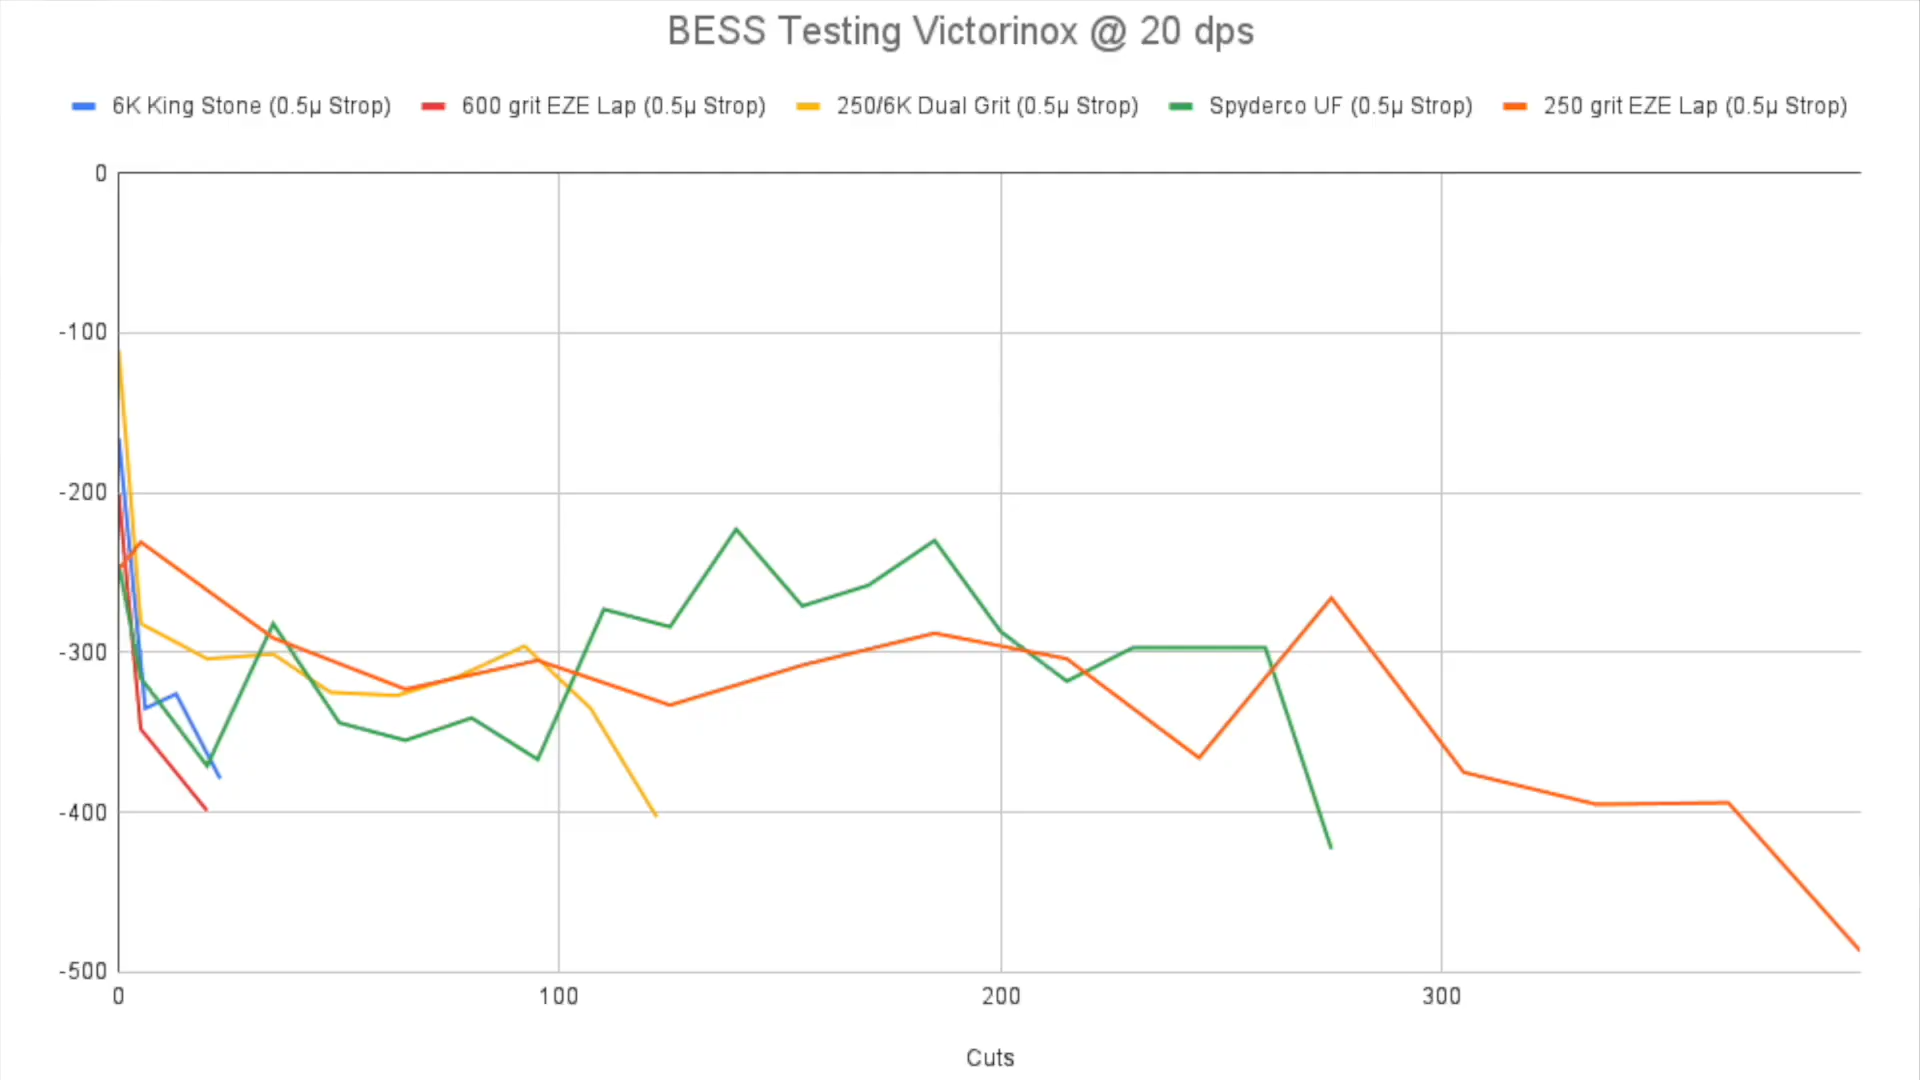 BESS Testing Victorinox @ 20 dps
6K King Stone (0.5µ Strop) 600 grit EZE Lap (0.5µ Strop) 250/6K Dual Grit (0.5µ Strop) Spyderco UF (0.5µ Strop) 250 grit EZE Lap (0.5µ Strop)
0
-100
-200
-300
-400
-500
0 100 200 300
Cuts